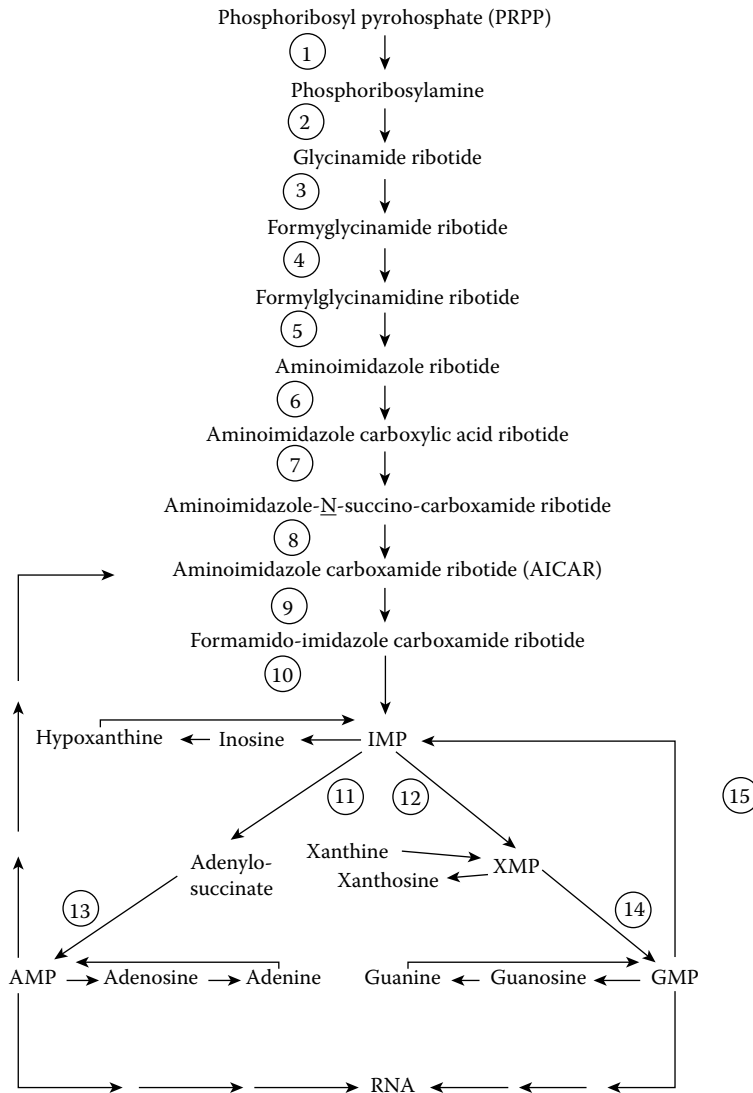 Phosphoribosyl pyrohosphate (PRPP)
1
Phosphoribosylamine
2
Glycinamide ribotide
3
Formyglycinamide ribotide
4
Formylglycinamidine ribotide
5
Aminoimidazole ribotide
6
Aminoimidazole carboxylic acid ribotide
7
Aminoimidazole-N-succino-carboxamide ribotide
8
Aminoimidazole carboxamide ribotide (AICAR)
9
Formamido-imidazole carboxamide ribotide
10
Hypoxanthine Inosine IMP
11 12 15
Adenylo-
succinate
Xanthine
Xanthosine
XMP
13 14
AMP Adenosine Adenine Guanine Guanosine GMP
RNA